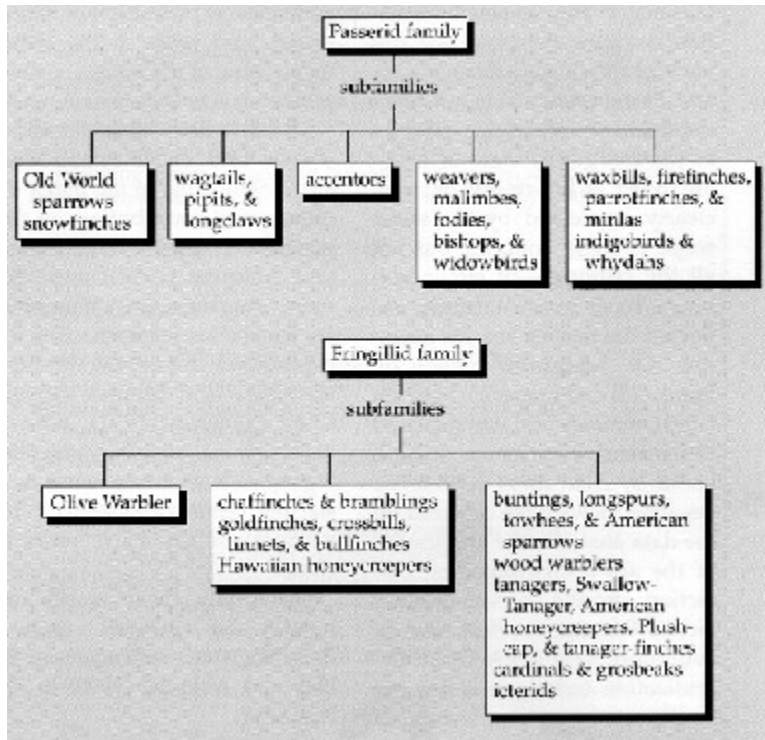 Passerid family
subfamilies
Old World
sparrows
snowfinches
wagtails,
pipits, &
longclaws
accentors
weavers,
malimbes,
fodies,
bishops, &
widowbirds
waxbills, firefinches,
parrotfinches, &
minlas
indigobirds &
whydahs
Fringillid family
subfamilies
Olive Warbler
chaffinches & bramblings
goldfinches, crossbills,
linnets, & bullfinches
Hawaiian honeycreepers
buntings, longspurs,
towhees, & American
sparrows
wood warblers
tanagers, Swallow-
Tanager, American
honeycreepers, Plush-
cap, & tanager-finches
cardinals & grosbeaks
icterids